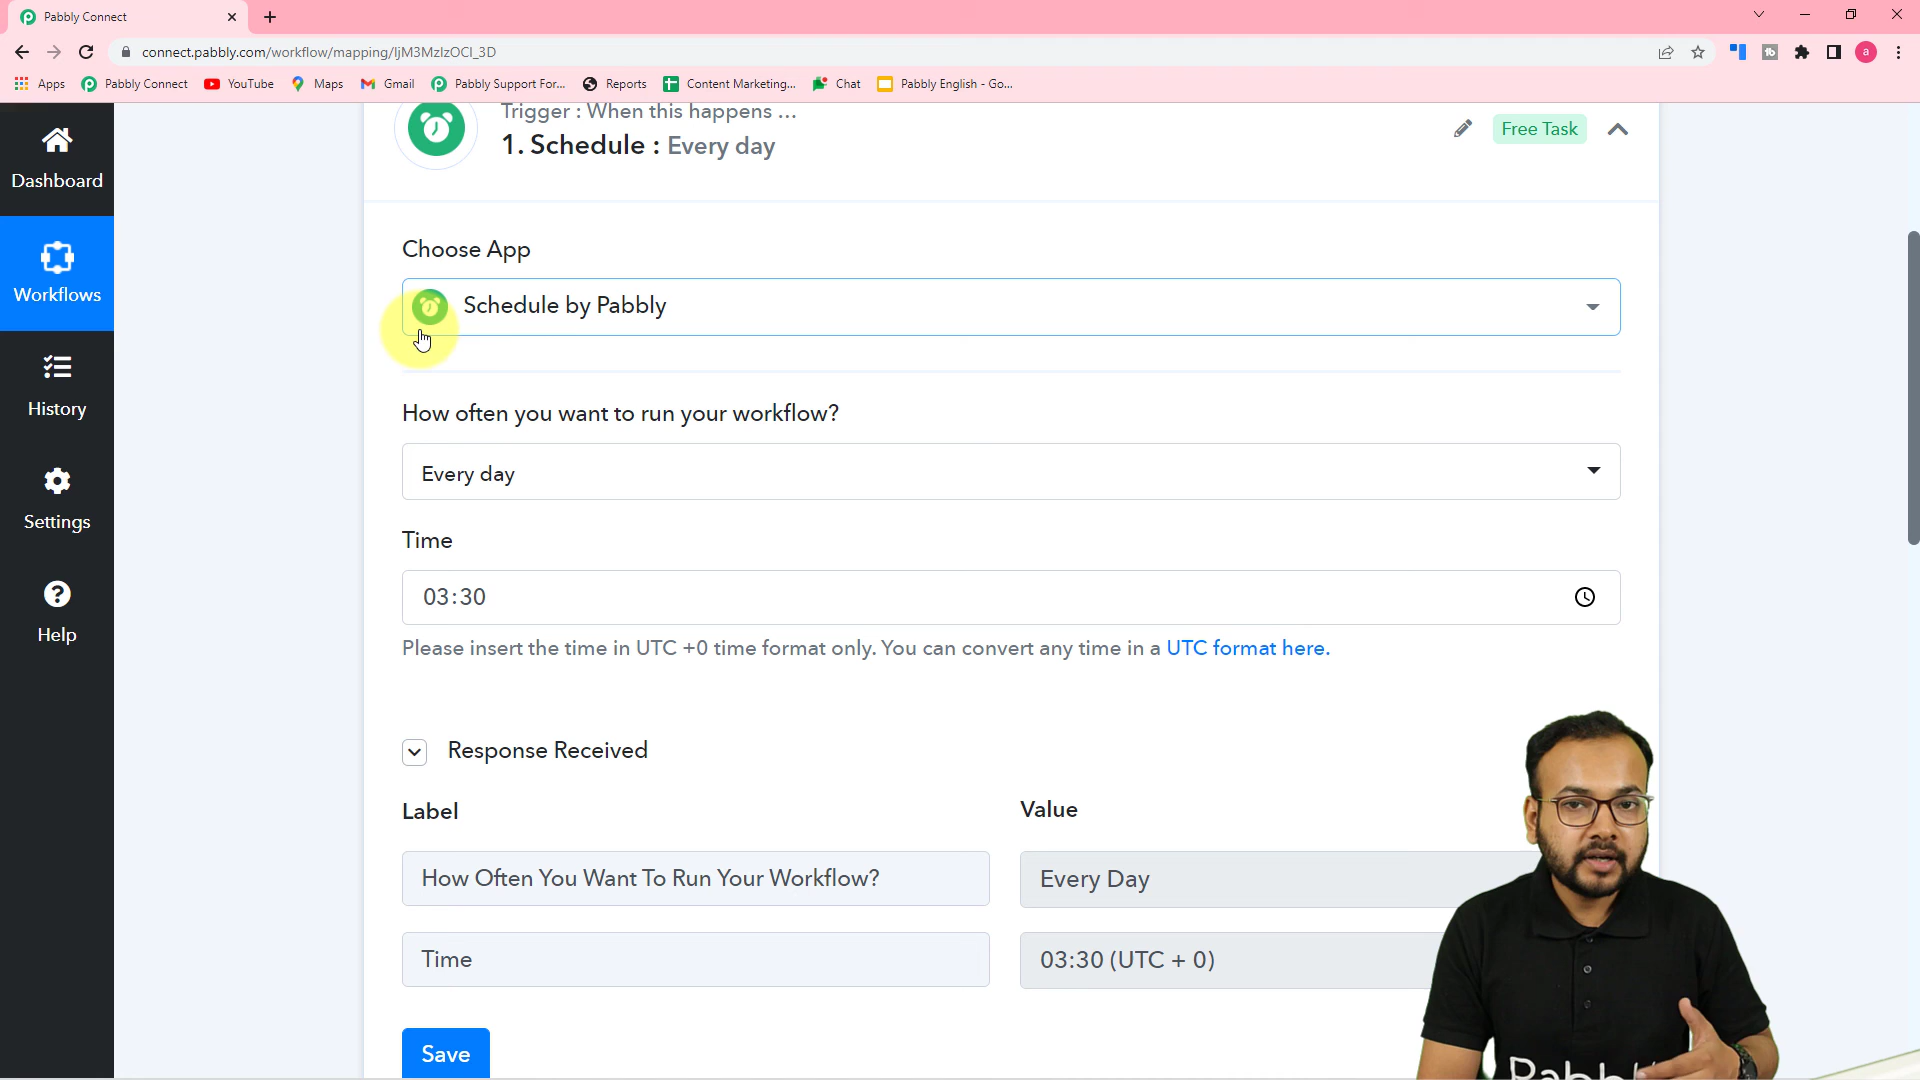 Pabbly Connect
connect.pabbly.com/workflow/mapping/IjM3MzIzOCI_3D
a
Apps
Pabbly Connect
YouTube
Maps
Gmail
Pabbly Support For...
Reports
Content Marketing...
Chat
Pabbly English - Go...
Dashboard
Workflows
History
Settings
Help
Trigger : When this happens ...
1. Schedule : Every day
Free Task
Choose App
Schedule by Pabbly
How often you want to run your workflow?
Every day
Time
03:30
Please insert the time in UTC +0 time format only. You can convert any time in a UTC format here.
Response Received
Label
Value
How Often You Want To Run Your Workflow?
Every Day
Time
03:30 (UTC + 0)
Save